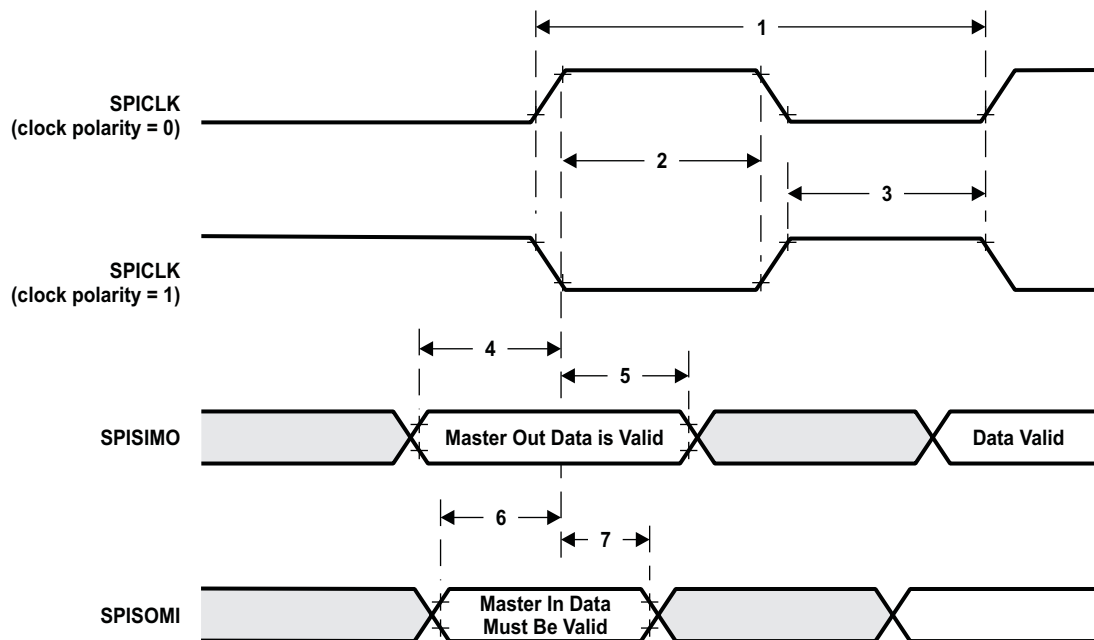 1
SPICLK
(clock polarity = 0)
2
3
SPICLK
(clock polarity = 1)
4
5
SPISIMO
Master Out Data is Valid
Data Valid
6
7
SPISOMI
Master In Data
Must Be Valid